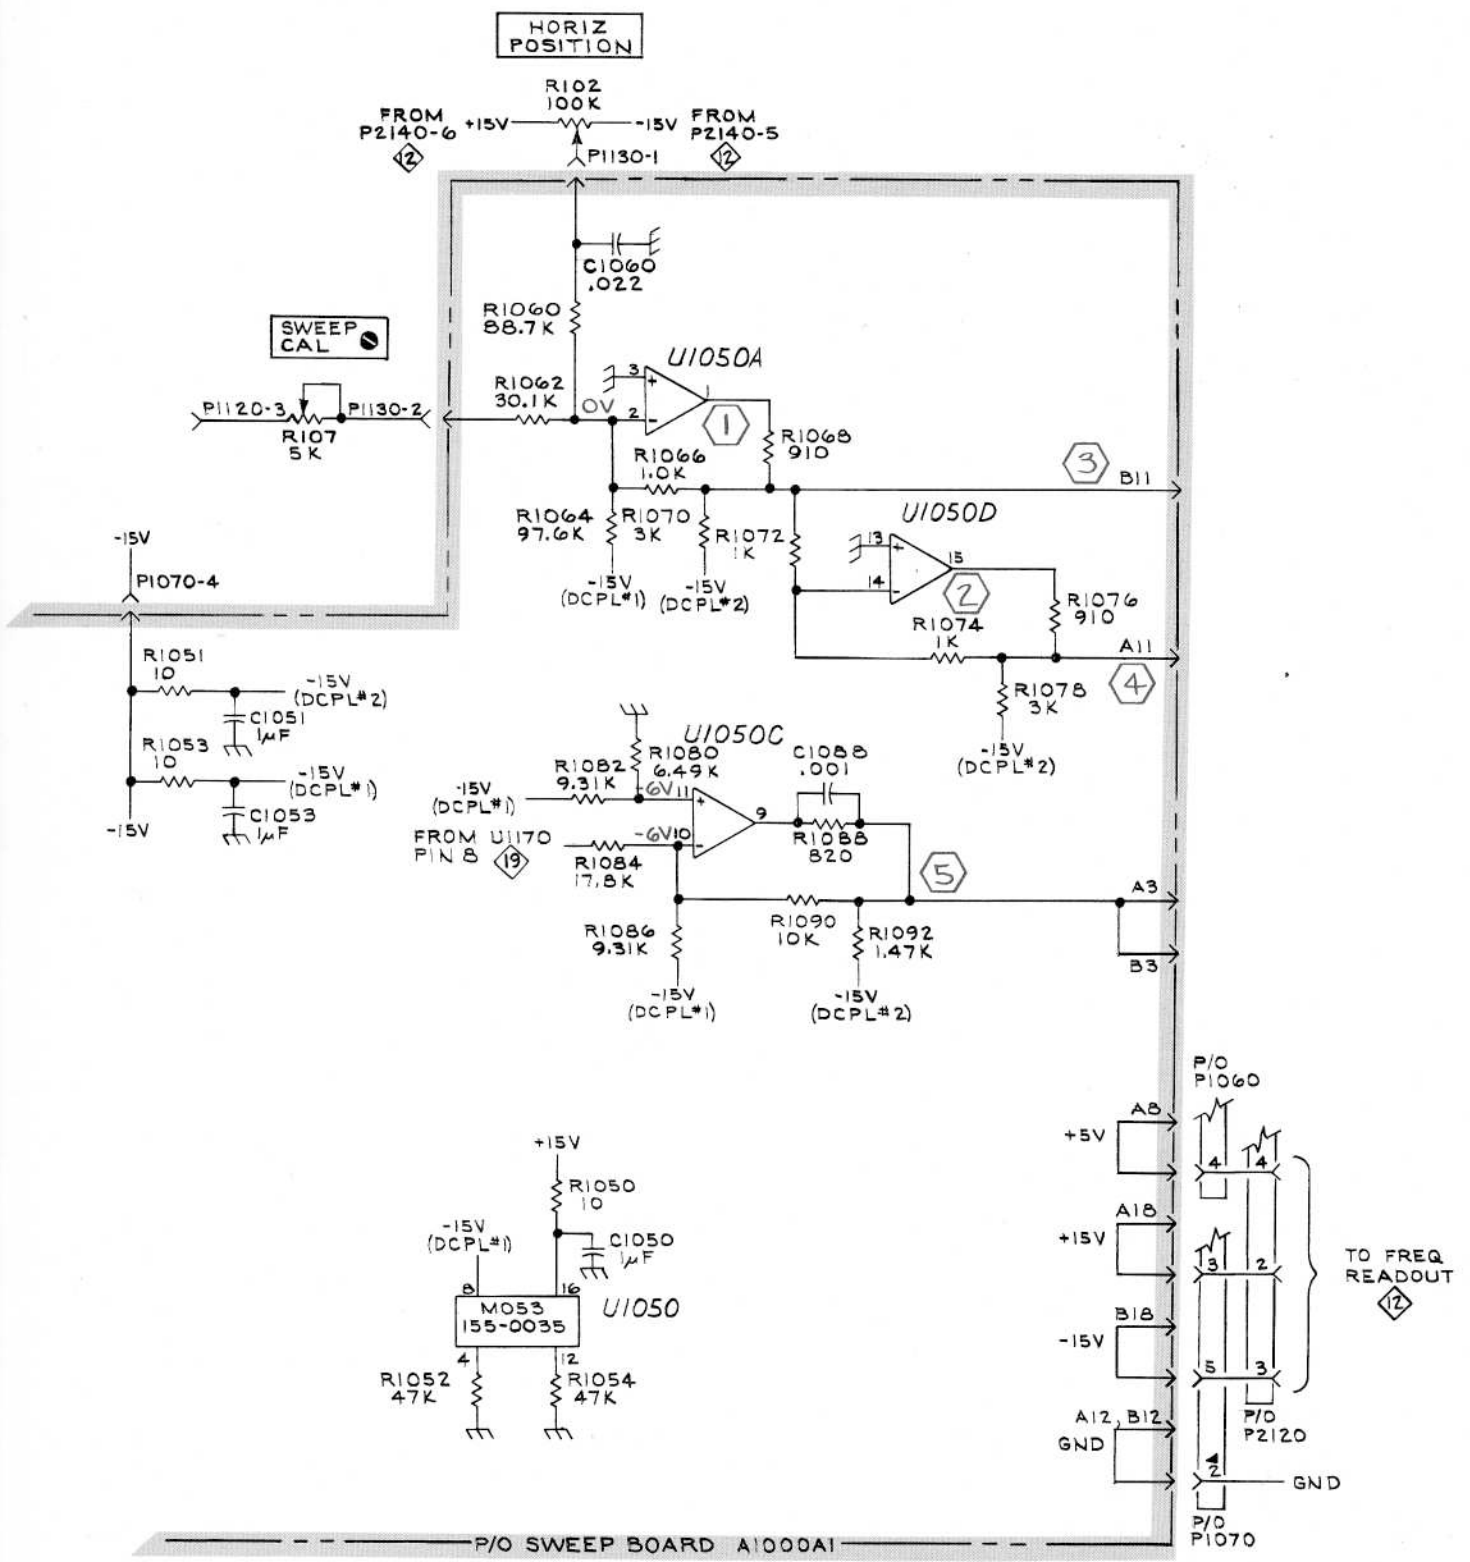 HORIZ
POSITION
R102
100K
FROM
P2140-6
+15V
-15V
FROM
P2140-5
12
P1130-1
12
C1060
.022
R1060
88.7K
SWEEP
CAL
U1050A
R1062
30.1K
0V
3
+
2
-
1
1
P1120-3
P1130-2
R107
5K
R1068
910
R1066
1.0K
3
B11
R1064
97.6K
R1070
3K
R1072
1K
U1050D
13
+
14
-
15
2
-15V
(DCPL#1)
-15V
(DCPL#2)
-15V
P1070-4
R1074
1K
R1076
910
A11
4
R1051
10
-15V
(DCPL#2)
C1051
1µF
R1078
3K
-15V
(DCPL#2)
R1053
10
-15V
(DCPL#1)
C1053
1µF
-15V
U1050C
R1080
6.49K
C1088
.001
R1082
9.31K
-15V
(DCPL#1)
-6V 11
+
9
FROM U1170
PIN 8
19
-6V 10
-
R1084
17.8K
R1088
820
5
A3
R1086
9.31K
R1090
10K
R1092
1.47K
B3
-15V
(DCPL#1)
-15V
(DCPL#2)
P/O
P1060
A8
+5V
4
4
+15V
R1050
10
-15V
(DCPL#1)
C1050
1µF
A18
+15V
3
2
TO FREQ
READOUT
12
8
16
M053
155-0035
U1050
4
12
B18
-15V
5
3
R1052
47K
R1054
47K
A12, B12
GND
P/O
P2120
2
GND
P/O
P1070
P/O SWEEP BOARD A1000A1